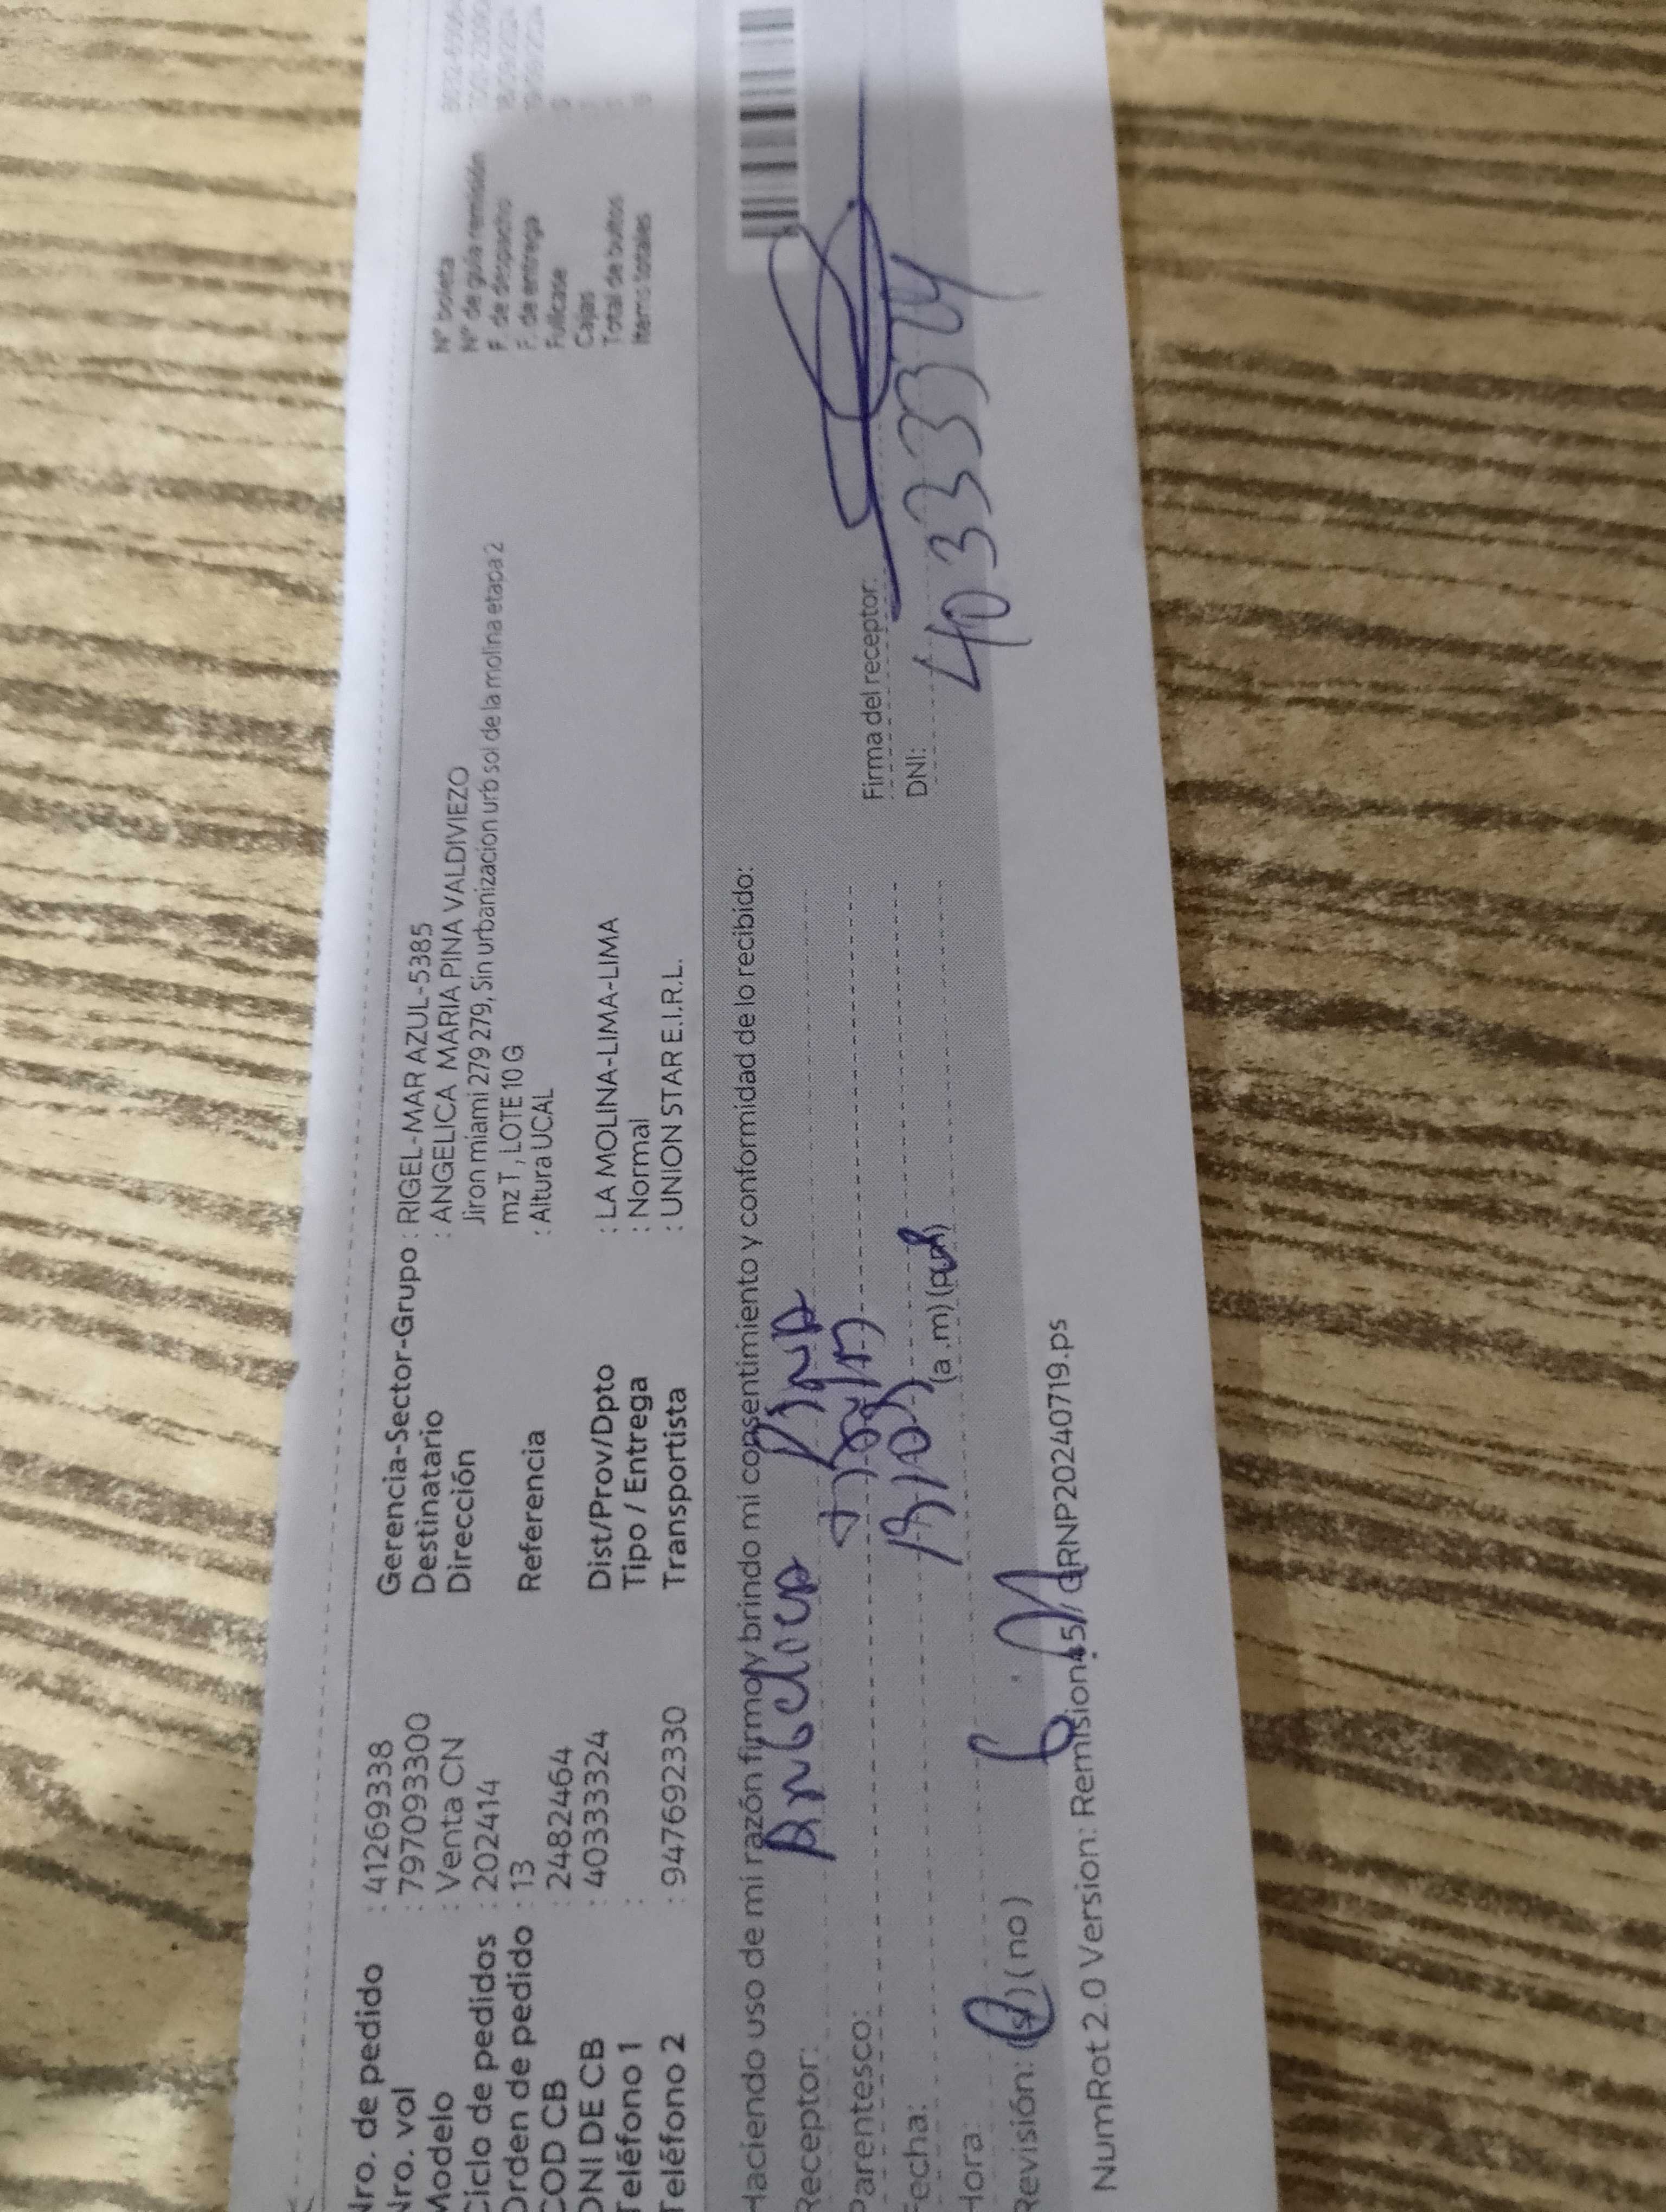 Nro. de pedido : 41269338
Nro. vol : 797093300
Modelo : Venta CN
Ciclo de pedidos : 202414
Orden de pedido : 13
COD CB : 2482464
DNI DE CB : 40333324
Teléfono 1 :
Teléfono 2 : 947692330
Gerencia-Sector-Grupo : RIGEL-MAR AZUL-5385
Destinatario : ANGELICA MARIA PINA VALDIVIEZO
Dirección Jiron miami 279 279, Sin urbanizacion urb sol de la molina etapa 2
mz T , LOTE 10 G
Referencia : Altura UCAL
Dist/Prov/Dpto : LA MOLINA-LIMA-LIMA
Tipo / Entrega : Normal
Transportista : UNION STAR E.I.R.L.
N° boleta
N° de guía remisión
F. de despacho
F. de entrega
Fullcase
Cajas
Total de bultos
Items totales
Haciendo uso de mi razón firmo y brindo mi consentimiento y conformidad de lo recibido:
Receptor: Angelica Pina
Parentesco:
Fecha:
Hora: (a .m) (p.m)
Revisión: (si) (no)
Firma del receptor:
DNI: 40333324
NumRot 2.0 Version: Remision 45/ GRNP20240719.ps